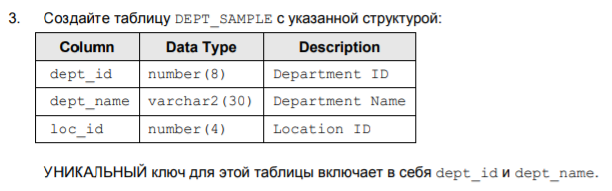 3. Создайте таблицу DEPT_SAMPLE с указанной структурой:
Column Data Type Description
dept_id number(8) Department ID
dept_name varchar2(30) Department Name
loc_id number(4) Location ID
УНИКАЛЬНЫЙ ключ для этой таблицы включает в себя dept_id и dept_name.